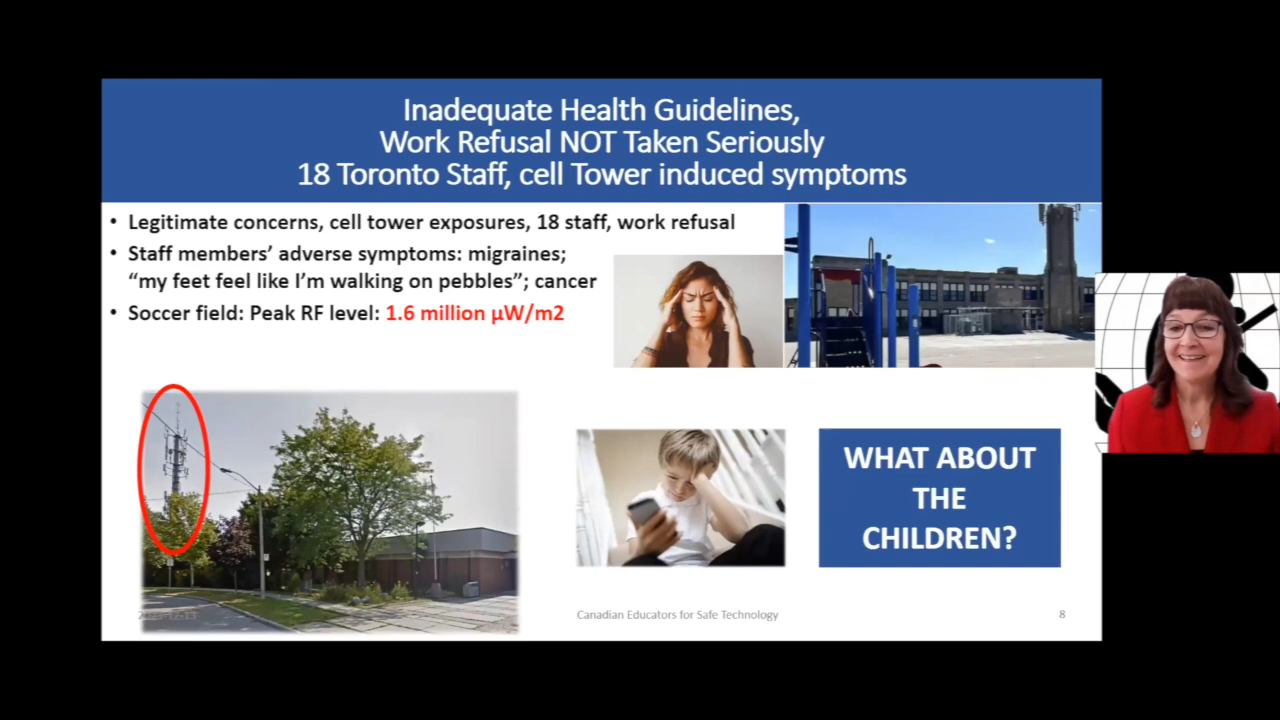 Inadequate Health Guidelines,
Work Refusal NOT Taken Seriously
18 Toronto Staff, cell Tower induced symptoms
• Legitimate concerns, cell tower exposures, 18 staff, work refusal
• Staff members’ adverse symptoms: migraines;
“my feet feel like I’m walking on pebbles”; cancer
• Soccer field: Peak RF level: 1.6 million µW/m2
WHAT ABOUT
THE
CHILDREN?
Canadian Educators for Safe Technology
8